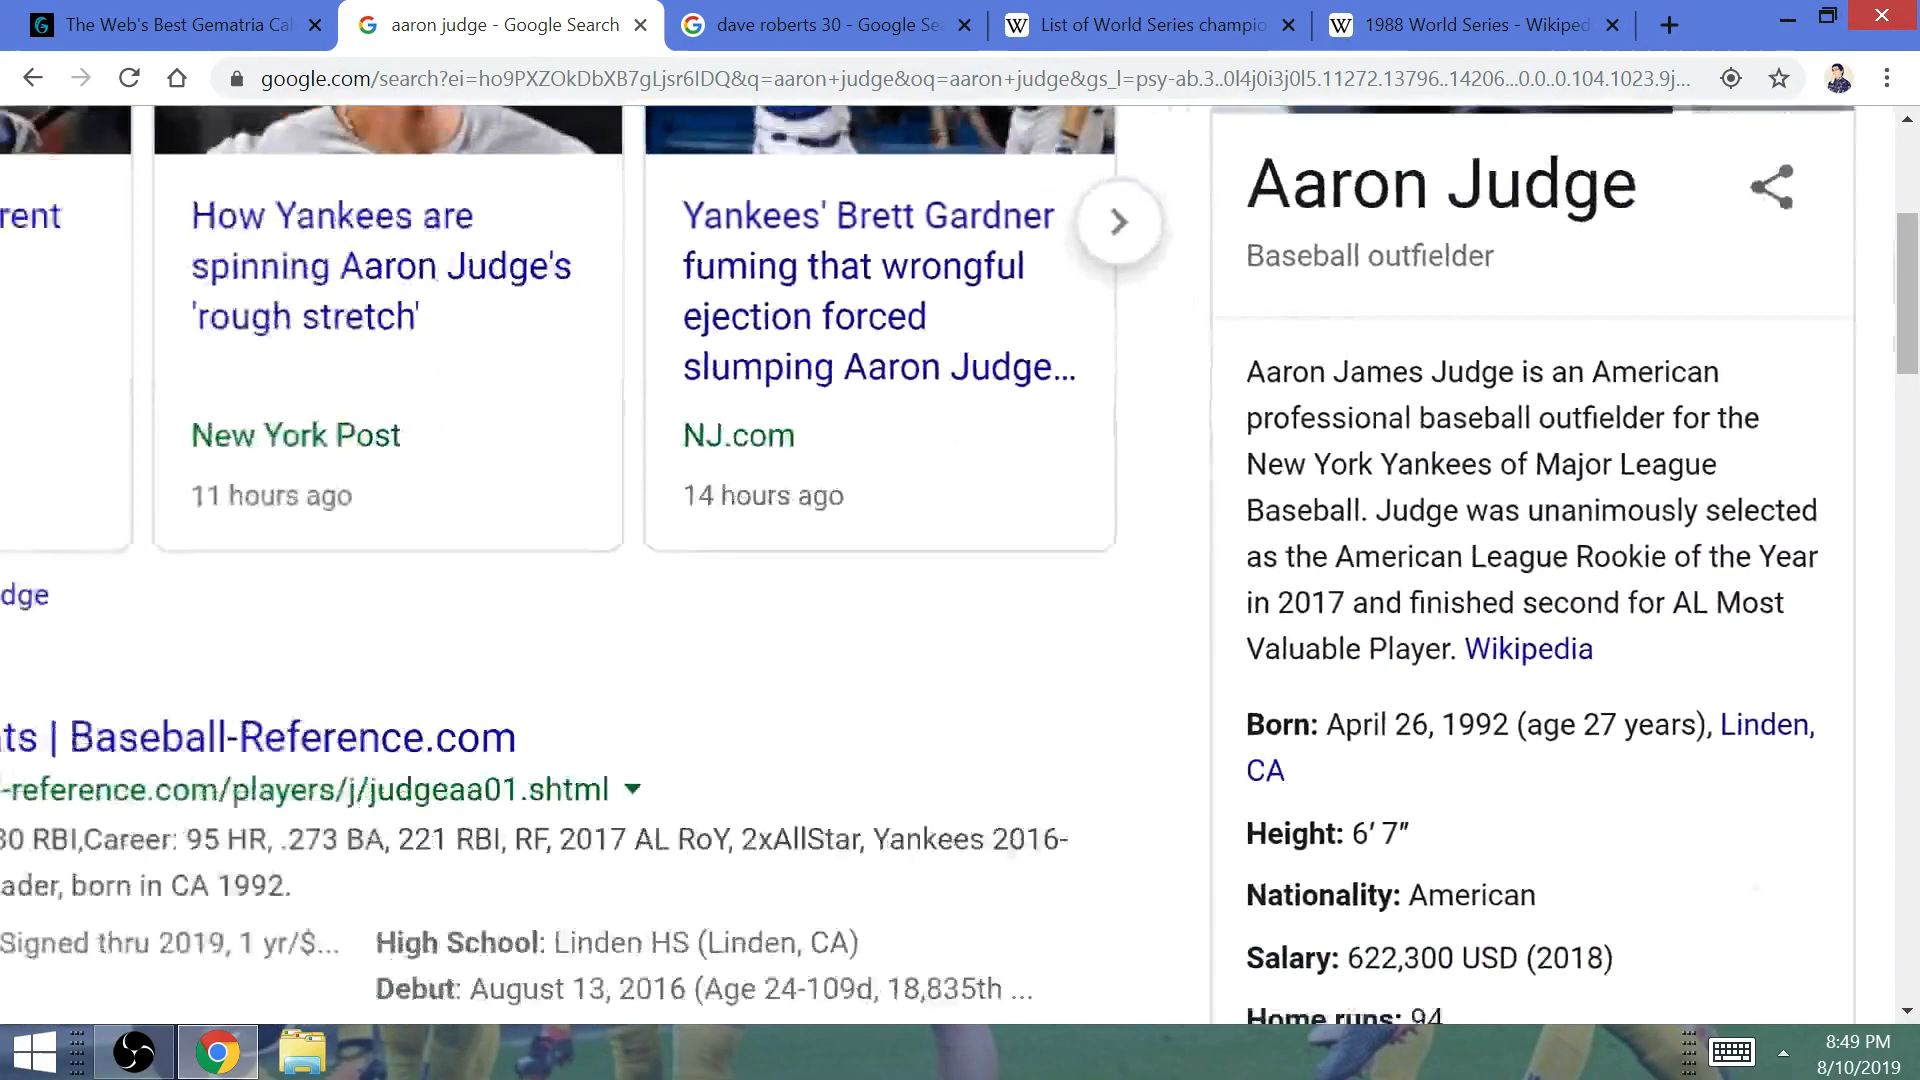 The Web's Best Gematria Cal
aaron judge - Google Search
dave roberts 30 - Google Se
List of World Series champio
1988 World Series - Wikiped
google.com/search?ei=ho9PXZOkDbXB7gLjsr6IDQ&q=aaron+judge&oq=aaron+judge&gs_l=psy-ab.3..0l4j0i3j0l5.11272.13796..14206...0.0..0.104.1023.9j...
rent
How Yankees are
spinning Aaron Judge's
'rough stretch'
New York Post
11 hours ago
Yankees' Brett Gardner
fuming that wrongful
ejection forced
slumping Aaron Judge...
NJ.com
14 hours ago
dge
ts | Baseball-Reference.com
-reference.com/players/j/judgeaa01.shtml
30 RBI,Career: 95 HR, .273 BA, 221 RBI, RF, 2017 AL RoY, 2xAllStar, Yankees 2016-
ader, born in CA 1992.
Signed thru 2019, 1 yr/$...
High School: Linden HS (Linden, CA)
Debut: August 13, 2016 (Age 24-109d, 18,835th ...
Aaron Judge
Baseball outfielder
Aaron James Judge is an American
professional baseball outfielder for the
New York Yankees of Major League
Baseball. Judge was unanimously selected
as the American League Rookie of the Year
in 2017 and finished second for AL Most
Valuable Player. Wikipedia
Born: April 26, 1992 (age 27 years), Linden,
CA
Height: 6′ 7″
Nationality: American
Salary: 622,300 USD (2018)
Home runs: 94
8:49 PM
8/10/2019